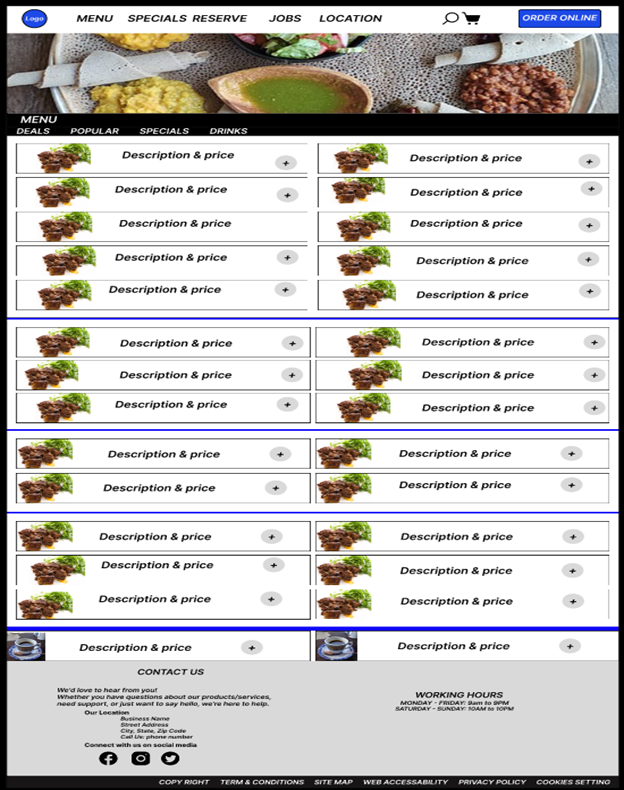 Logo MENU SPECIALS RESERVE JOBS LOCATION ORDER ONLINE
MENU
DEALS POPULAR SPECIALS DRINKS
Description & price + Description & price +
Description & price + Description & price +
Description & price Description & price +
Description & price + Description & price +
Description & price + Description & price +
Description & price + Description & price +
Description & price + Description & price +
Description & price + Description & price +
Description & price + Description & price +
Description & price + Description & price +
Description & price + Description & price +
Description & price + Description & price +
Description & price + Description & price +
Description & price + Description & price +
CONTACT US
We'd love to hear from you!
Whether you have questions about our products/services,
need support, or just want to say hello, we're here to help.
Our Location
Business Name
Street Address
City, State, Zip Code
Call Us: phone number
Connect with us on social media
WORKING HOURS
MONDAY - FRIDAY: 9am to 9PM
SATURDAY - SUNDAY: 10AM to 10PM
COPY RIGHT TERM & CONDITIONS SITE MAP WEB ACCESSABILITY PRIVACY POLICY COOKIES SETTING